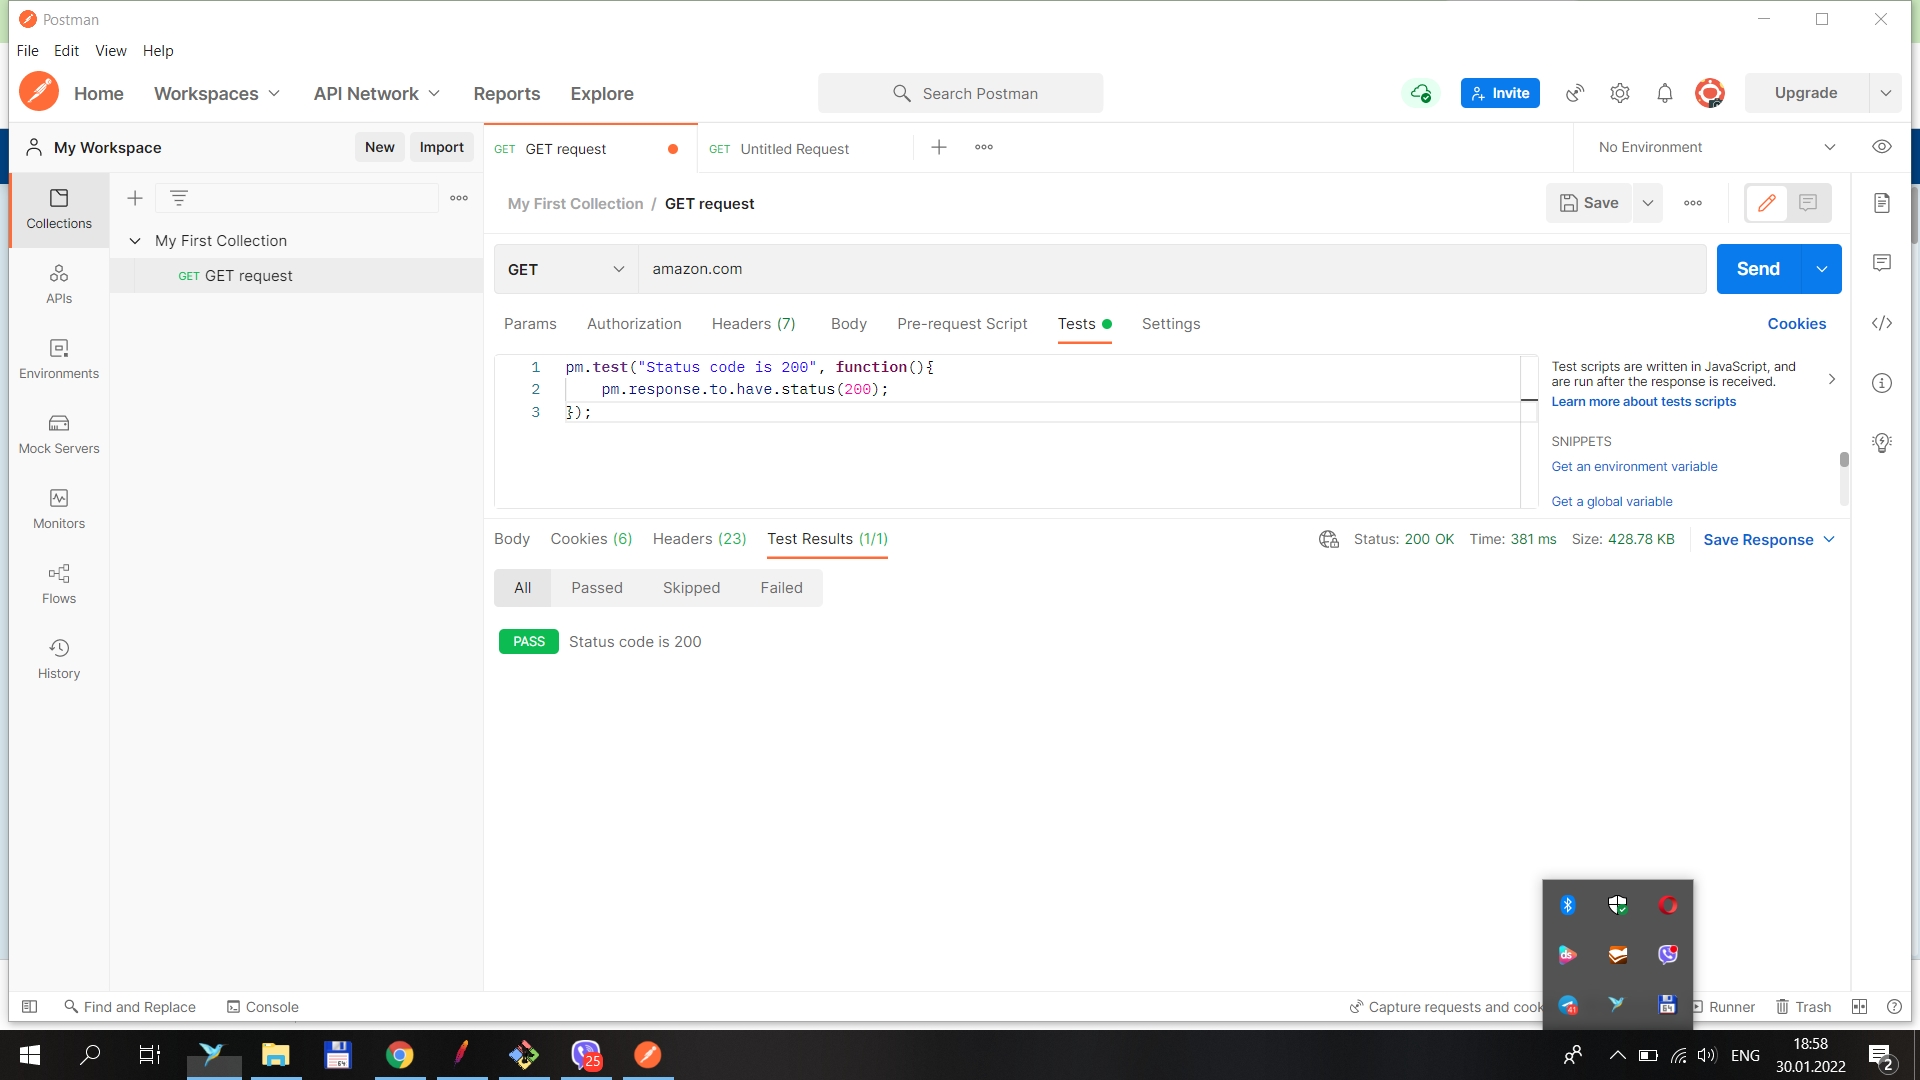 Postman
File Edit View Help
Home Workspaces API Network Reports Explore Search Postman Invite Upgrade
My Workspace New Import
GET GET request GET Untitled Request No Environment
Collections
My First Collection / GET request Save
My First Collection
GET GET request
GET amazon.com Send
APIs
Params Authorization Headers (7) Body Pre-request Script Tests Settings Cookies
Environments
1 pm.test("Status code is 200", function(){
2 pm.response.to.have.status(200);
3 });
Test scripts are written in JavaScript, and
are run after the response is received.
Learn more about tests scripts
SNIPPETS
Get an environment variable
Get a global variable
Mock Servers
Monitors
Flows
History
Body Cookies (6) Headers (23) Test Results (1/1) Status: 200 OK Time: 381 ms Size: 428.78 KB Save Response
All Passed Skipped Failed
PASS Status code is 200
Find and Replace Console Capture requests and cook Runner Trash
ds
41
64
64
25
ENG
18:58
30.01.2022
2